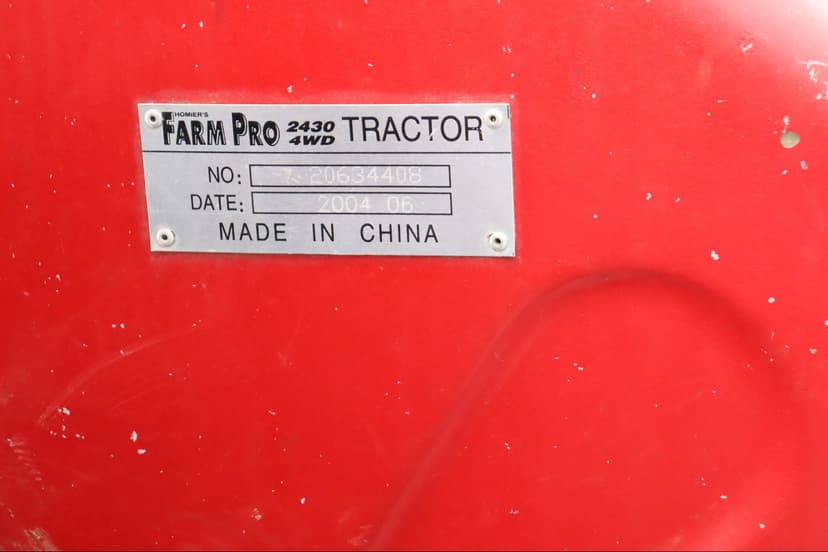 HOMIER'S
FARM PRO 2430 4WD TRACTOR
NO: 20634408
DATE: 2004 06
MADE IN CHINA